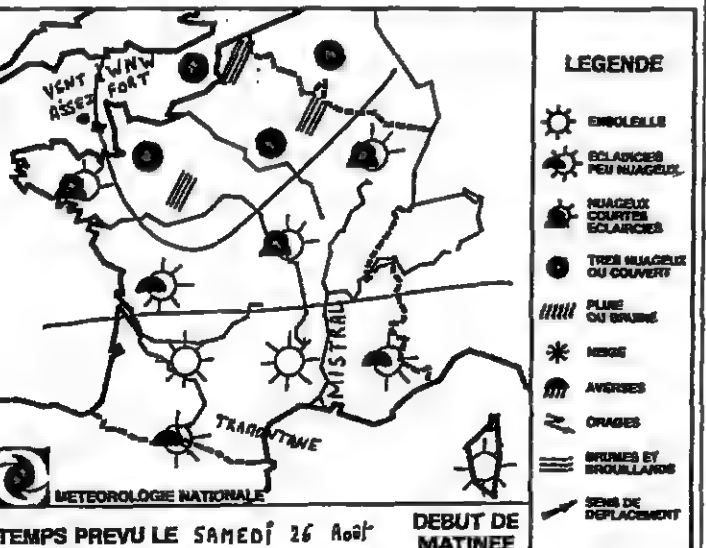 VENT WNW
ASSEZ FORT
MISTRAL
TRAMONTANE
METEOROLOGIE NATIONALE
TEMPS PREVU LE SAMEDI 26 Août
DEBUT DE
MATINEE
LEGENDE
ENSOLEILLE
ECLAIRCIES
PEU NUAGEUX
NUAGEUX
COURTES
ECLAIRCIES
TRES NUAGEUX
OU COUVERT
PLUIE
OU BRUINE
NEIGE
AVERSES
ORAGES
BRUMES ET
BROUILLARDS
SENS DE
DEPLACEMENT